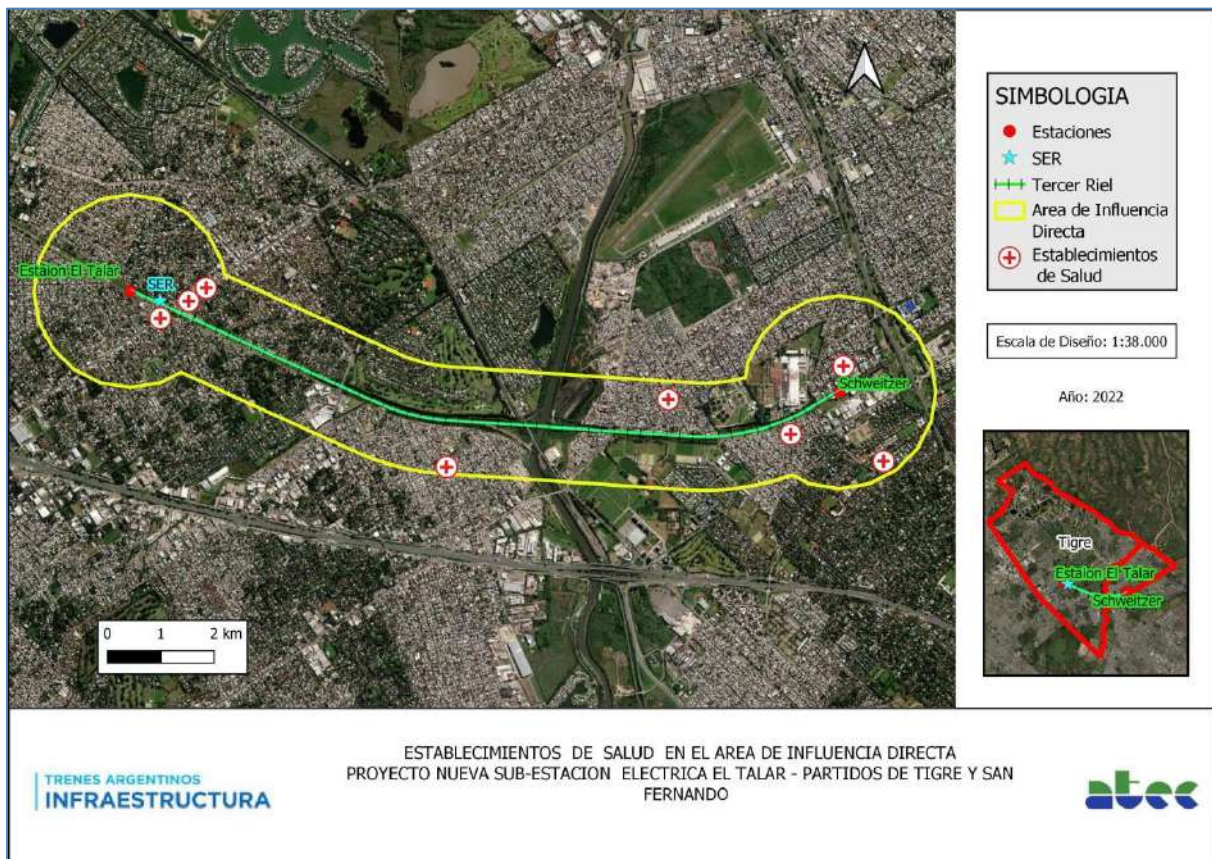 Estaion El Talar
SER
Schweitzer
0 1 2 km
SIMBOLOGIA
Estaciones
SER
Tercer Riel
Area de Influencia
Directa
Establecimientos
de Salud
Escala de Diseño: 1:38.000
Año: 2022
Tigre
Estaion El Talar
Schweitzer
TRENES ARGENTINOS
INFRAESTRUCTURA
ESTABLECIMIENTOS DE SALUD EN EL AREA DE INFLUENCIA DIRECTA
PROYECTO NUEVA SUB-ESTACION ELECTRICA EL TALAR - PARTIDOS DE TIGRE Y SAN
FERNANDO
atec